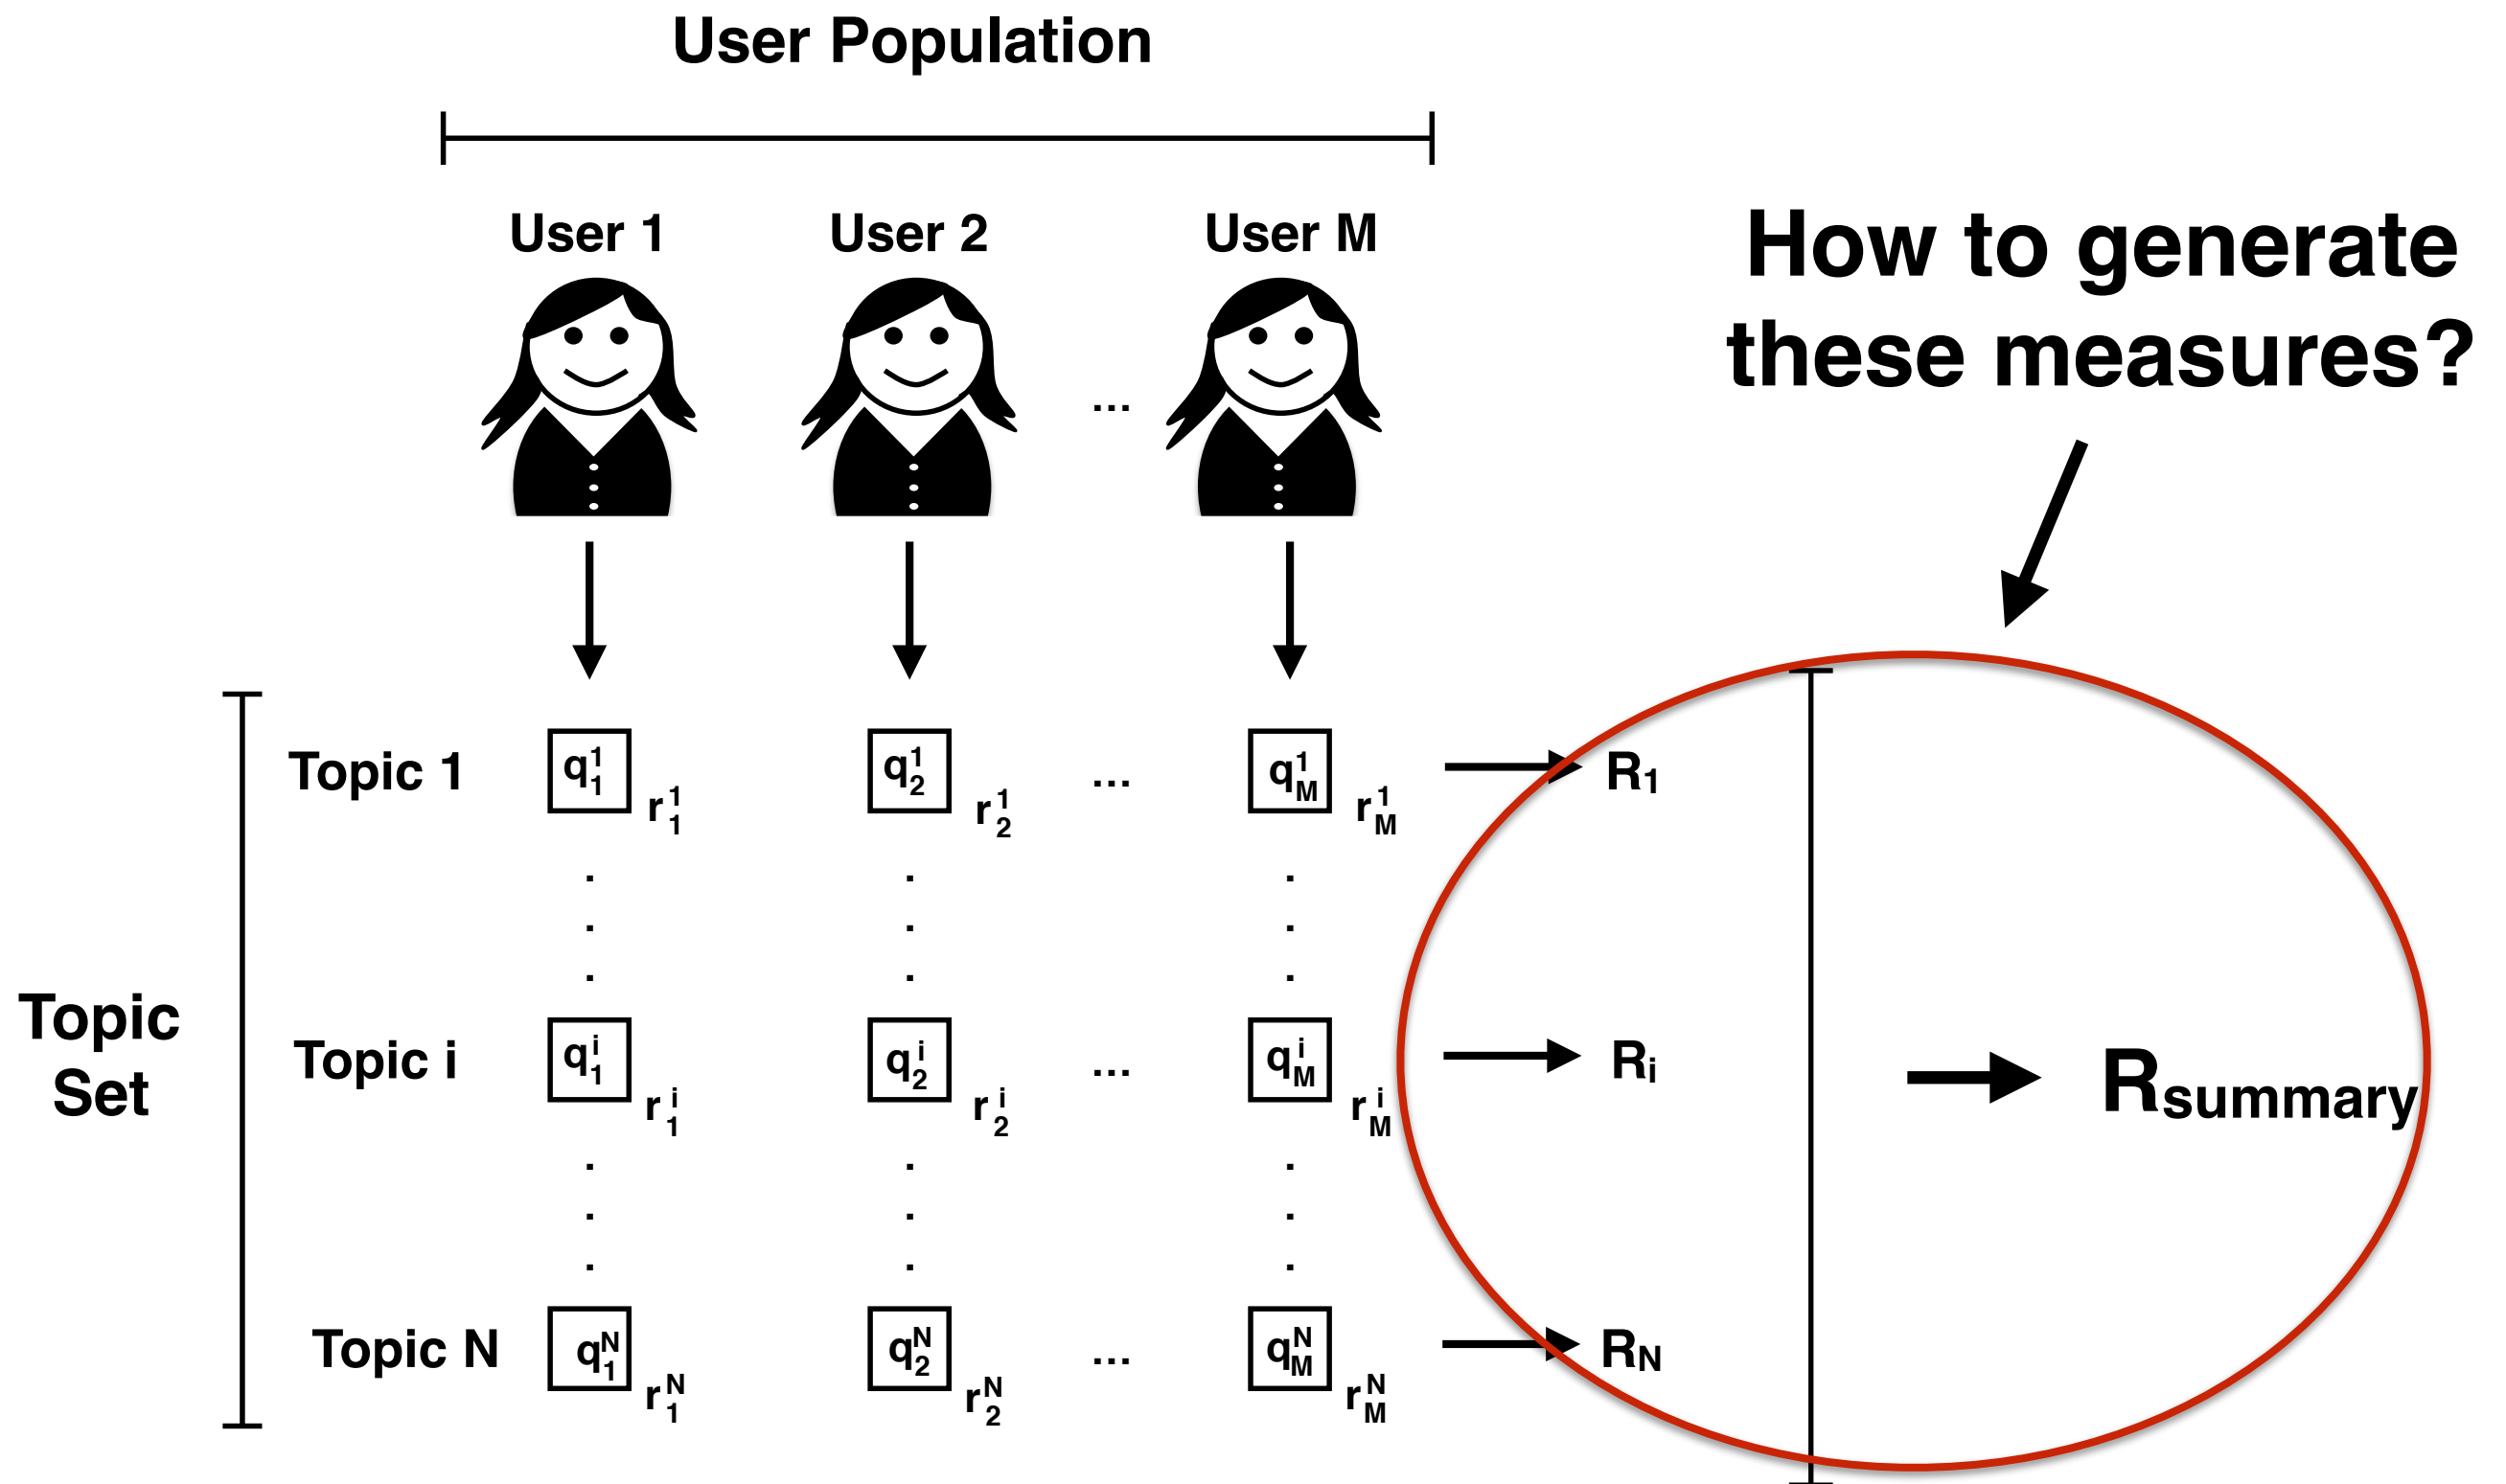 User Population
User 1 User 2 User M
How to generate
these measures?
...
Topic 1 q¹₁ r¹₁ q¹₂ r¹₂ ... q¹M r¹M R₁
Topic
Set
Topic i qⁱ₁ rⁱ₁ qⁱ₂ rⁱ₂ ... qⁱM rⁱM Ri
Rsummary
Topic N qᴺ₁ rᴺ₁ qᴺ₂ rᴺ₂ ... qᴺM rᴺM RN